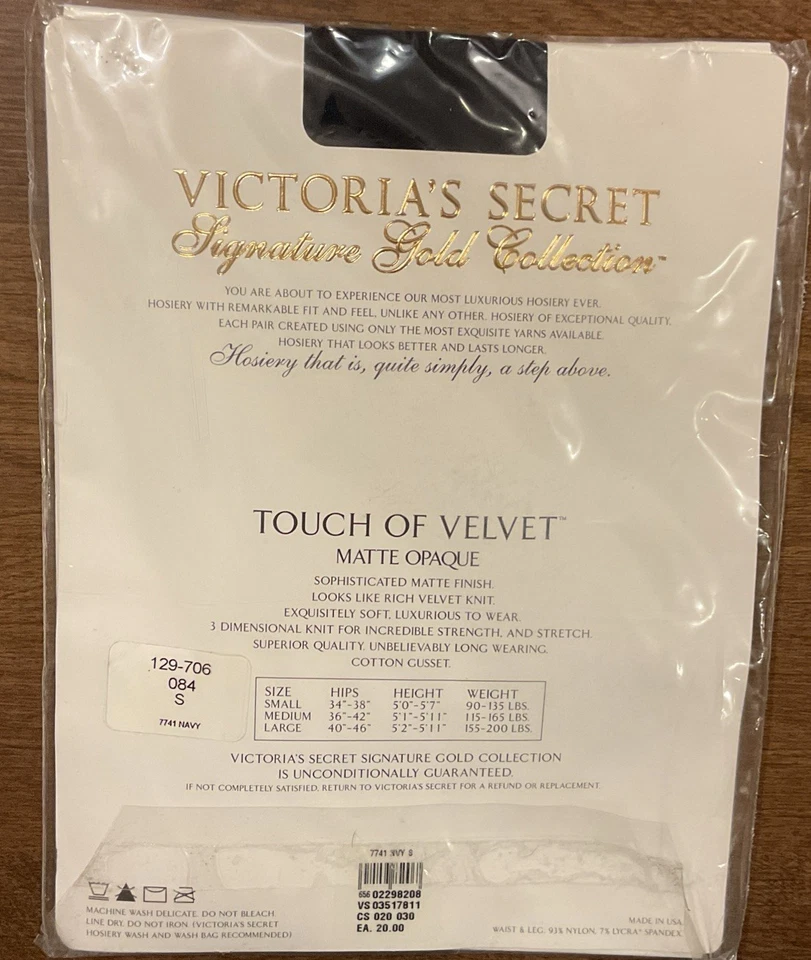 VICTORIA'S SECRET
Signature Gold Collection™
YOU ARE ABOUT TO EXPERIENCE OUR MOST LUXURIOUS HOSIERY EVER.
HOSIERY WITH REMARKABLE FIT AND FEEL, UNLIKE ANY OTHER. HOSIERY OF EXCEPTIONAL QUALITY.
EACH PAIR CREATED USING ONLY THE MOST EXQUISITE YARNS AVAILABLE.
HOSIERY THAT LOOKS BETTER AND LASTS LONGER.
Hosiery that is, quite simply, a step above.
TOUCH OF VELVET™
MATTE OPAQUE
SOPHISTICATED MATTE FINISH.
LOOKS LIKE RICH VELVET KNIT.
EXQUISITELY SOFT, LUXURIOUS TO WEAR.
3 DIMENSIONAL KNIT FOR INCREDIBLE STRENGTH, AND STRETCH.
SUPERIOR QUALITY. UNBELIEVABLY LONG WEARING.
COTTON GUSSET.
129-706
084
S
7741 NAVY
SIZE HIPS HEIGHT WEIGHT
SMALL 34"-38" 5'0"-5'7" 90-135 LBS.
MEDIUM 36"-42" 5'1"-5'11" 115-165 LBS.
LARGE 40"-46" 5'2"-5'11" 155-200 LBS.
VICTORIA'S SECRET SIGNATURE GOLD COLLECTION
IS UNCONDITIONALLY GUARANTEED.
IF NOT COMPLETELY SATISFIED, RETURN TO VICTORIA'S SECRET FOR A REFUND OR REPLACEMENT.
7741 NVY S
656 02298208
VS 03517811
CS 020 030
EA. 20.00
MACHINE WASH DELICATE. DO NOT BLEACH.
LINE DRY. DO NOT IRON. (VICTORIA'S SECRET
HOSIERY WASH AND WASH BAG RECOMMENDED)
MADE IN USA
WAIST & LEG: 93% NYLON, 7% LYCRA® SPANDEX